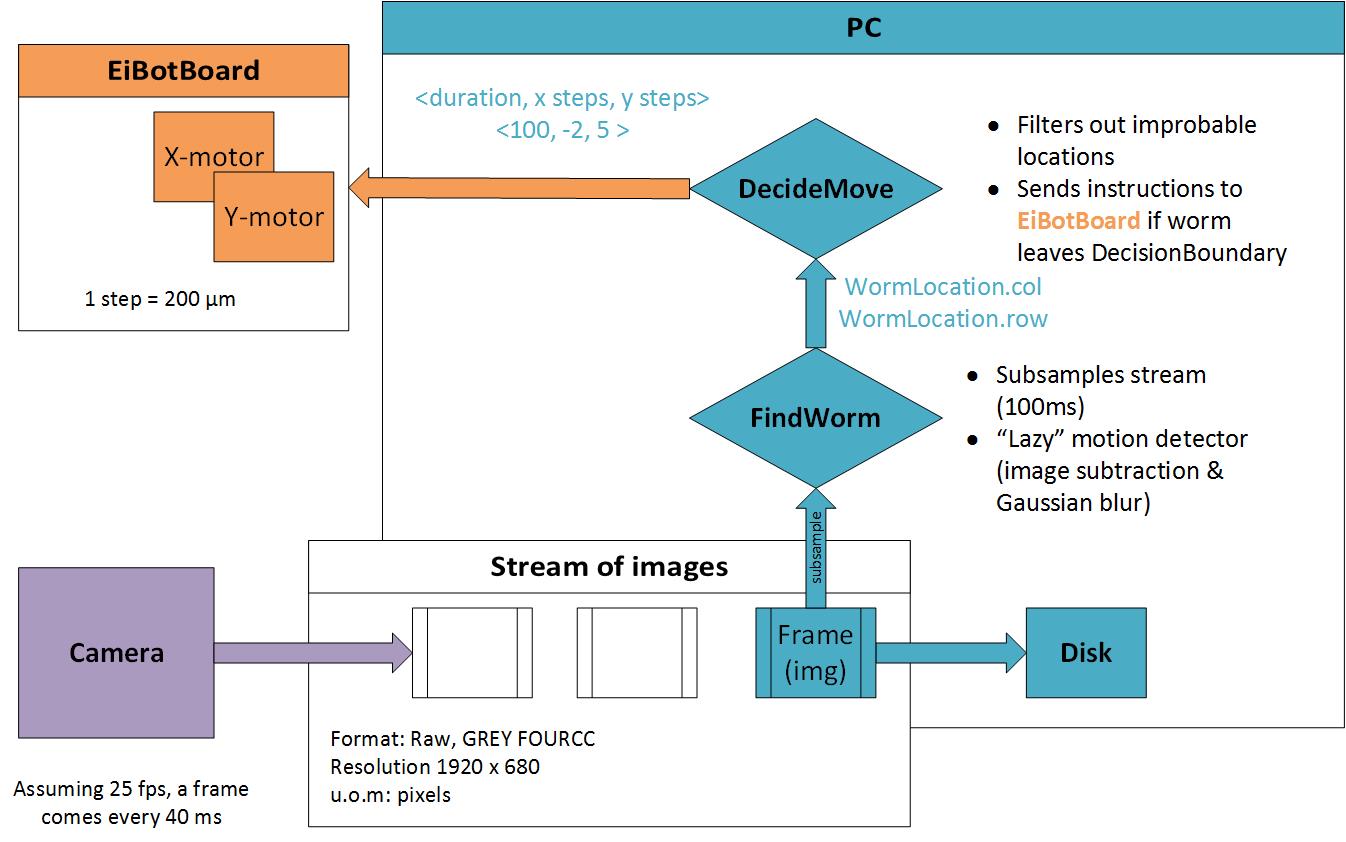 PC
EiBotBoard
X-motor
Y-motor
1 step = 200 µm
<duration, x steps, y steps>
<100, -2, 5 >
DecideMove
● Filters out improbable
locations
● Sends instructions to
EiBotBoard if worm
leaves DecisionBoundary
WormLocation.col
WormLocation.row
FindWorm
● Subsamples stream
(100ms)
● “Lazy” motion detector
(image subtraction &
Gaussian blur)
subsample
Stream of images
Camera
Frame
(img)
Disk
Format: Raw, GREY FOURCC
Resolution 1920 x 680
u.o.m: pixels
Assuming 25 fps, a frame
comes every 40 ms